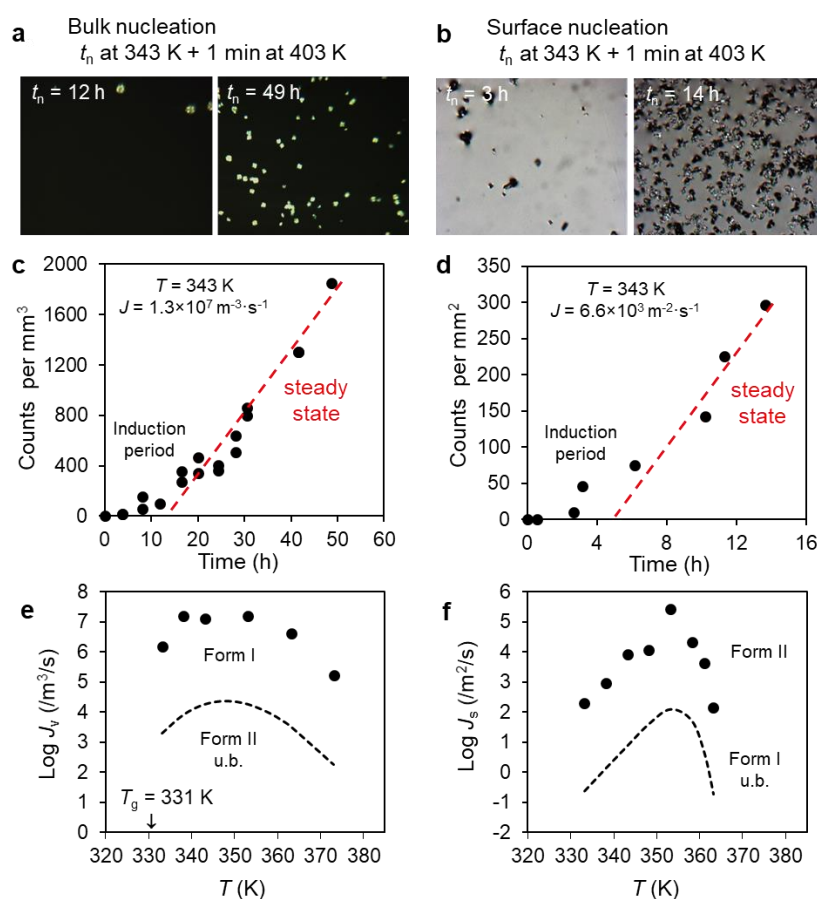 a Bulk nucleation
tn at 343 K + 1 min at 403 K
tn = 12 h
tn = 49 h
b Surface nucleation
tn at 343 K + 1 min at 403 K
tn = 3 h
tn = 14 h
c
2000
1600
1200
800
400
0
Counts per mm³
T = 343 K
J = 1.3×10⁷ m⁻³·s⁻¹
Induction
period
steady
state
0 10 20 30 40 50 60
Time (h)
d
350
300
250
200
150
100
50
0
Counts per mm²
T = 343 K
J = 6.6×10³ m⁻²·s⁻¹
Induction
period
steady
state
0 4 8 12 16
Time (h)
e
8
7
6
5
4
3
2
1
0
Log Jv (/m³/s)
Form I
Form II
u.b.
Tg = 331 K
↓
320 330 340 350 360 370 380
T (K)
f
6
5
4
3
2
1
0
-1
-2
Log Js (/m²/s)
Form II
Form I
u.b.
320 330 340 350 360 370 380
T (K)